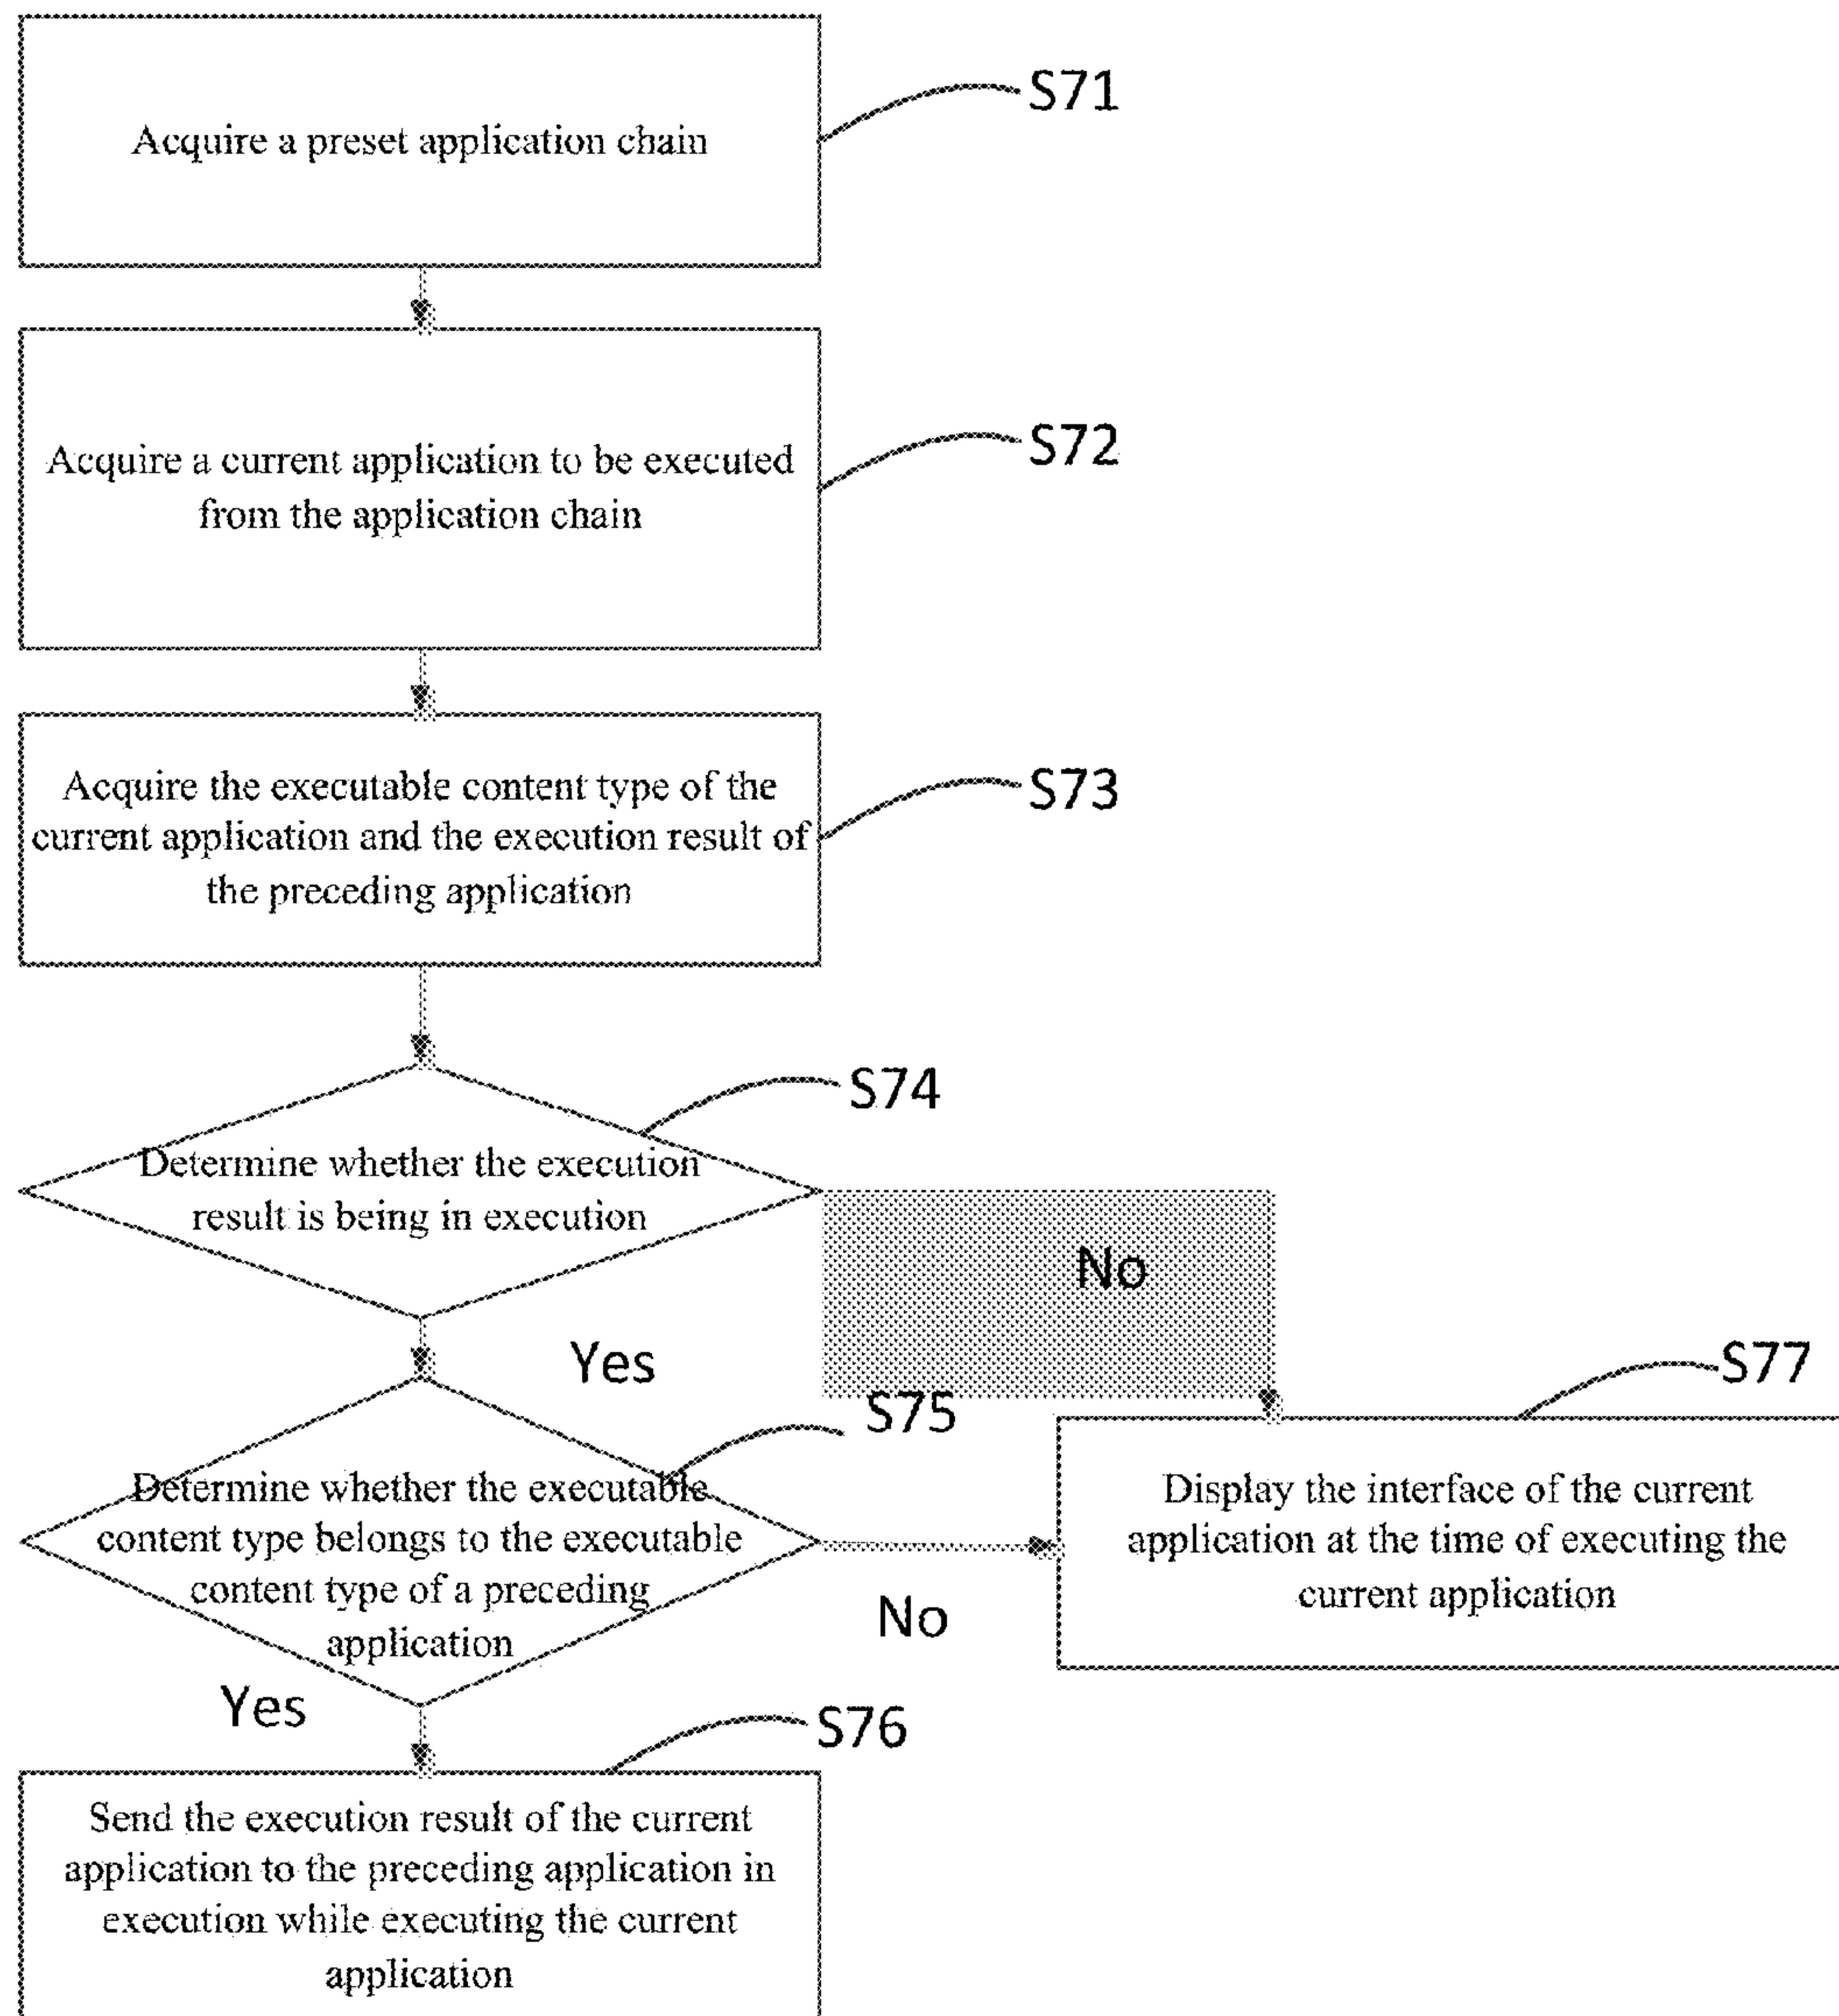 Acquire a preset application chain
S71
Acquire a current application to be executed
from the application chain
S72
Acquire the executable content type of the
current application and the execution result of
the preceding application
S73
Determine whether the execution
result is being in execution
S74
No
Yes
Determine whether the executable
content type belongs to the executable
content type of a preceding
application
S75
No
Yes
Display the interface of the current
application at the time of executing the
current application
S77
Send the execution result of the current
application to the preceding application in
execution while executing the current
application
S76